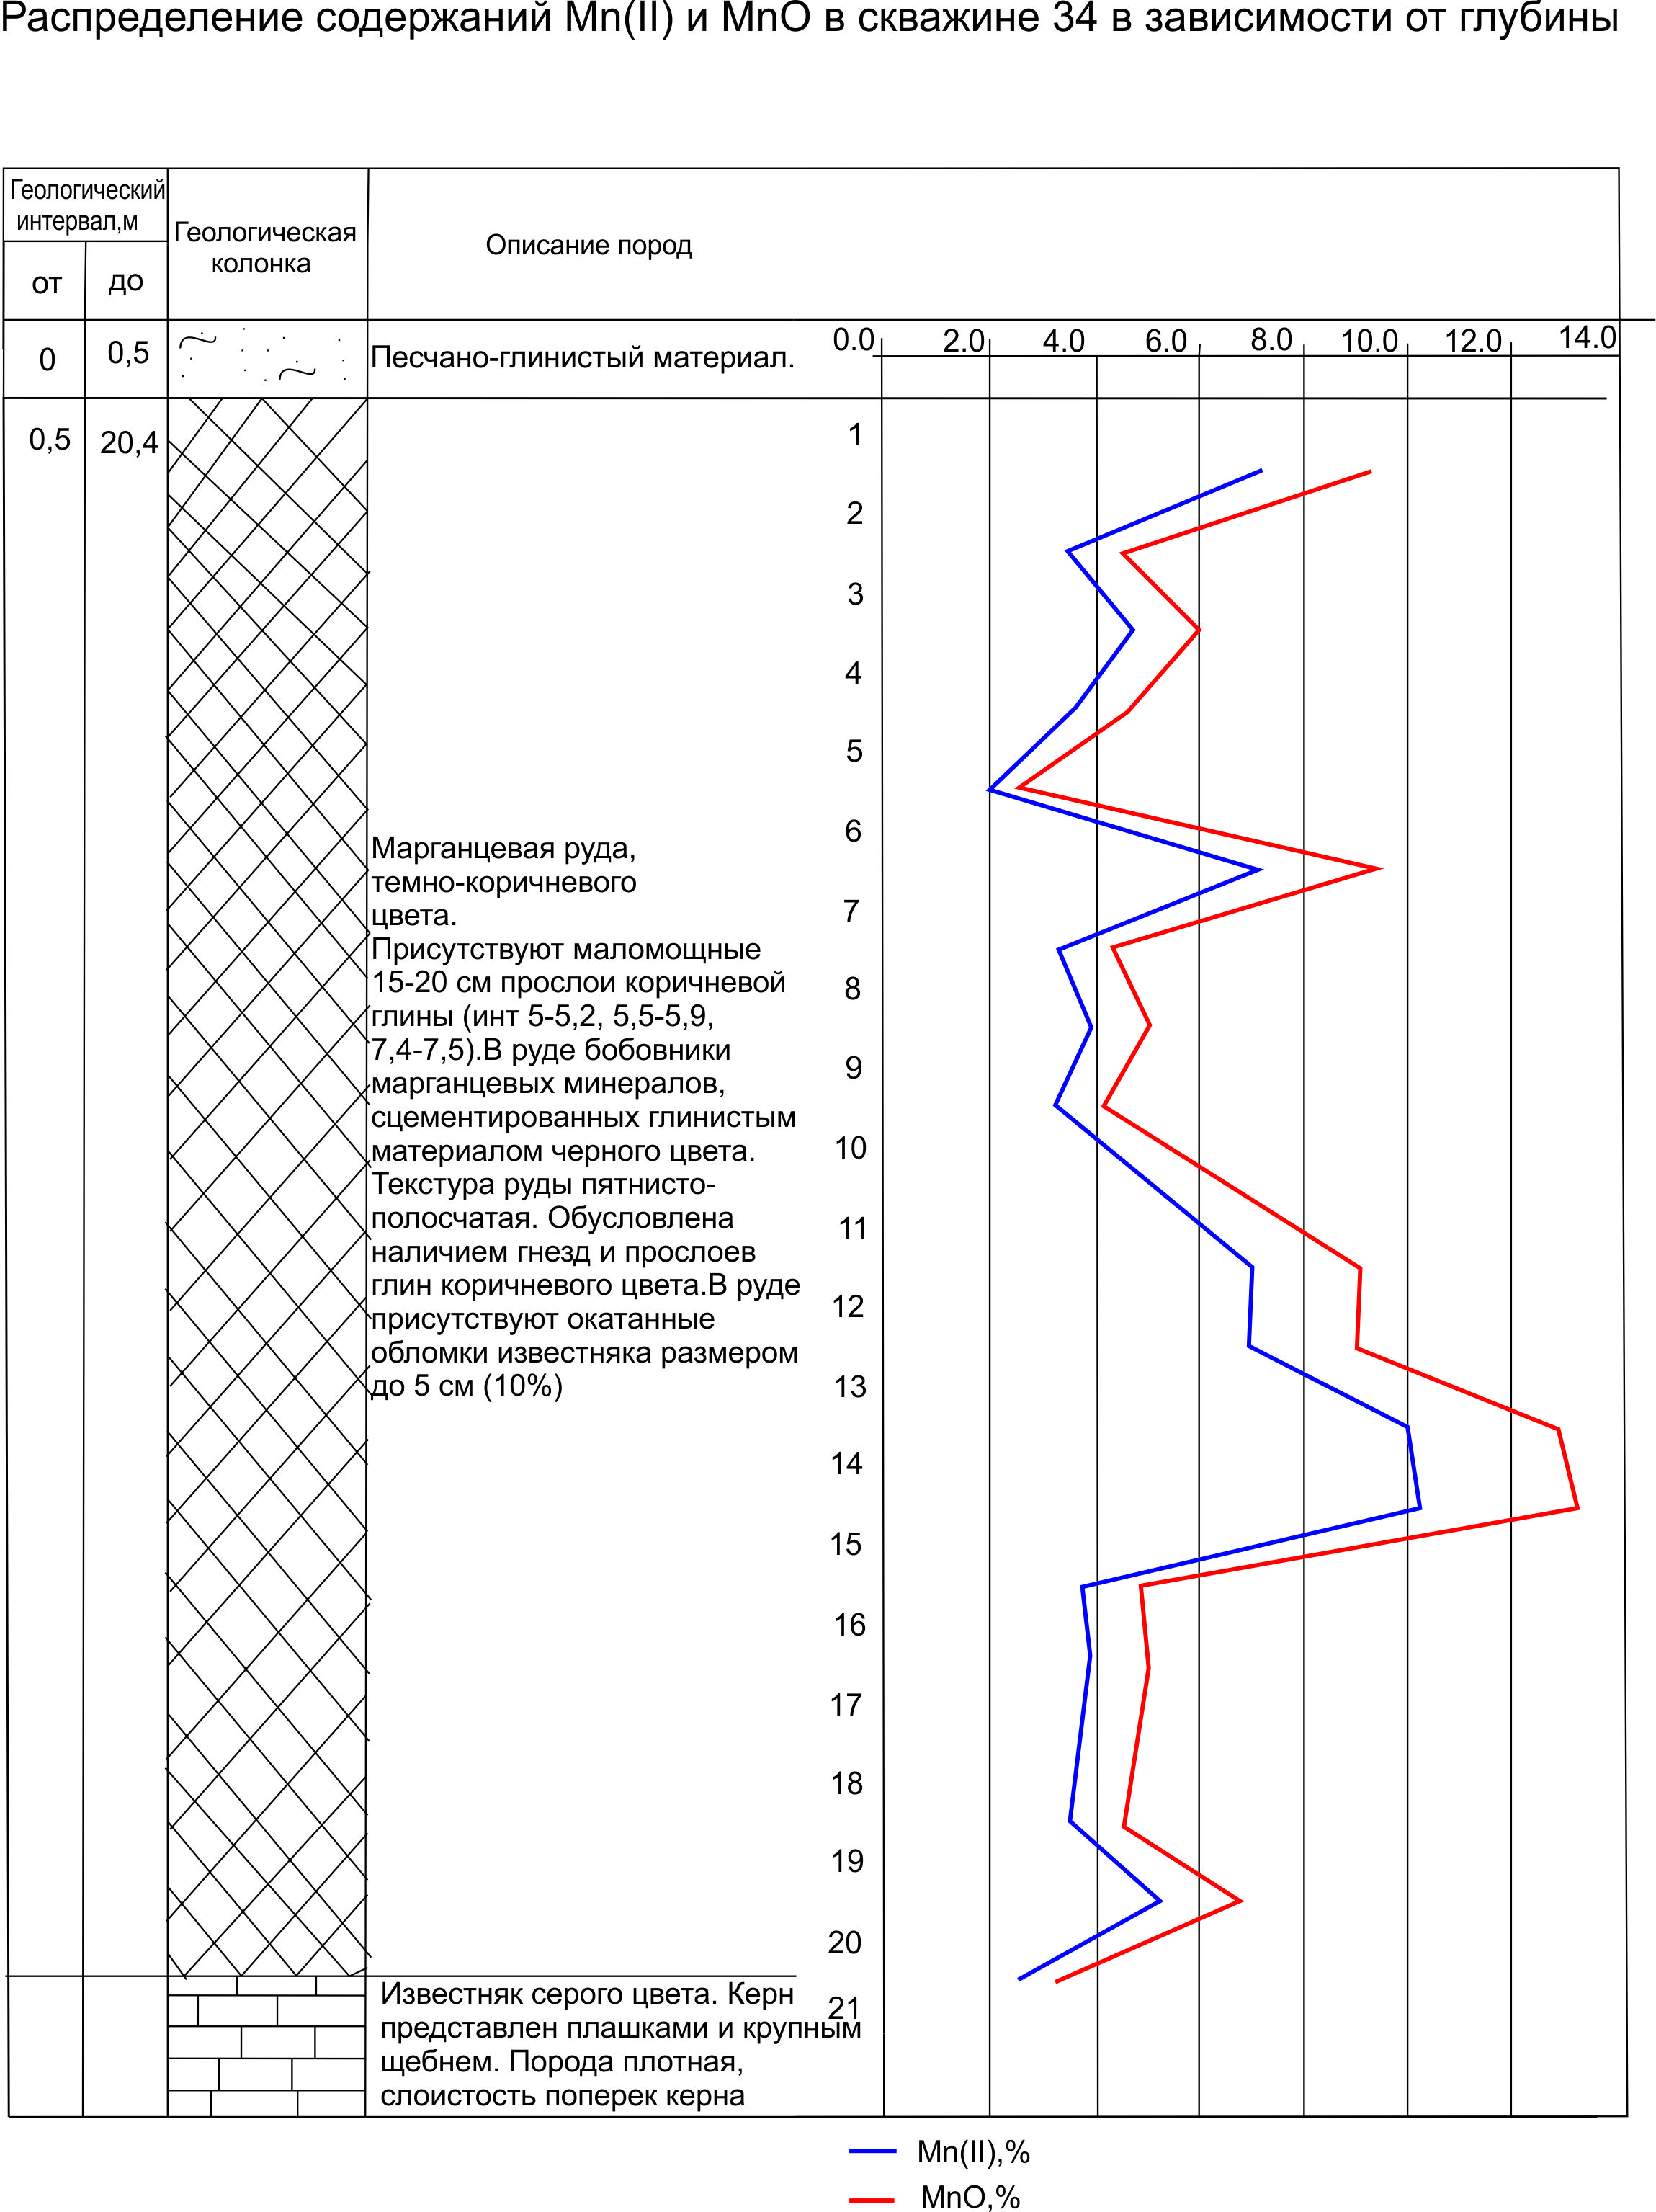 Распределение содержаний Mn(II) и MnO в скважине 34 в зависимости от глубины
Геологический
интервал,м
от
до
Геологическая
колонка
Описание пород
0
0,5
Песчано-глинистый материал.
0.0
2.0
4.0
6.0
8.0
10.0
12.0
14.0
0,5
20,4
Марганцевая руда,
темно-коричневого
цвета.
Присутствуют маломощные
15-20 см прослои коричневой
глины (инт 5-5,2, 5,5-5,9,
7,4-7,5).В руде бобовники
марганцевых минералов,
сцементированных глинистым
материалом черного цвета.
Текстура руды пятнисто-
полосчатая. Обусловлена
наличием гнезд и прослоев
глин коричневого цвета.В руде
присутствуют окатанные
обломки известняка размером
до 5 см (10%)
1
2
3
4
5
6
7
8
9
10
11
12
13
14
15
16
17
18
19
20
21
Известняк серого цвета. Керн
представлен плашками и крупным
щебнем. Порода плотная,
слоистость поперек керна
Mn(II),%
MnO,%